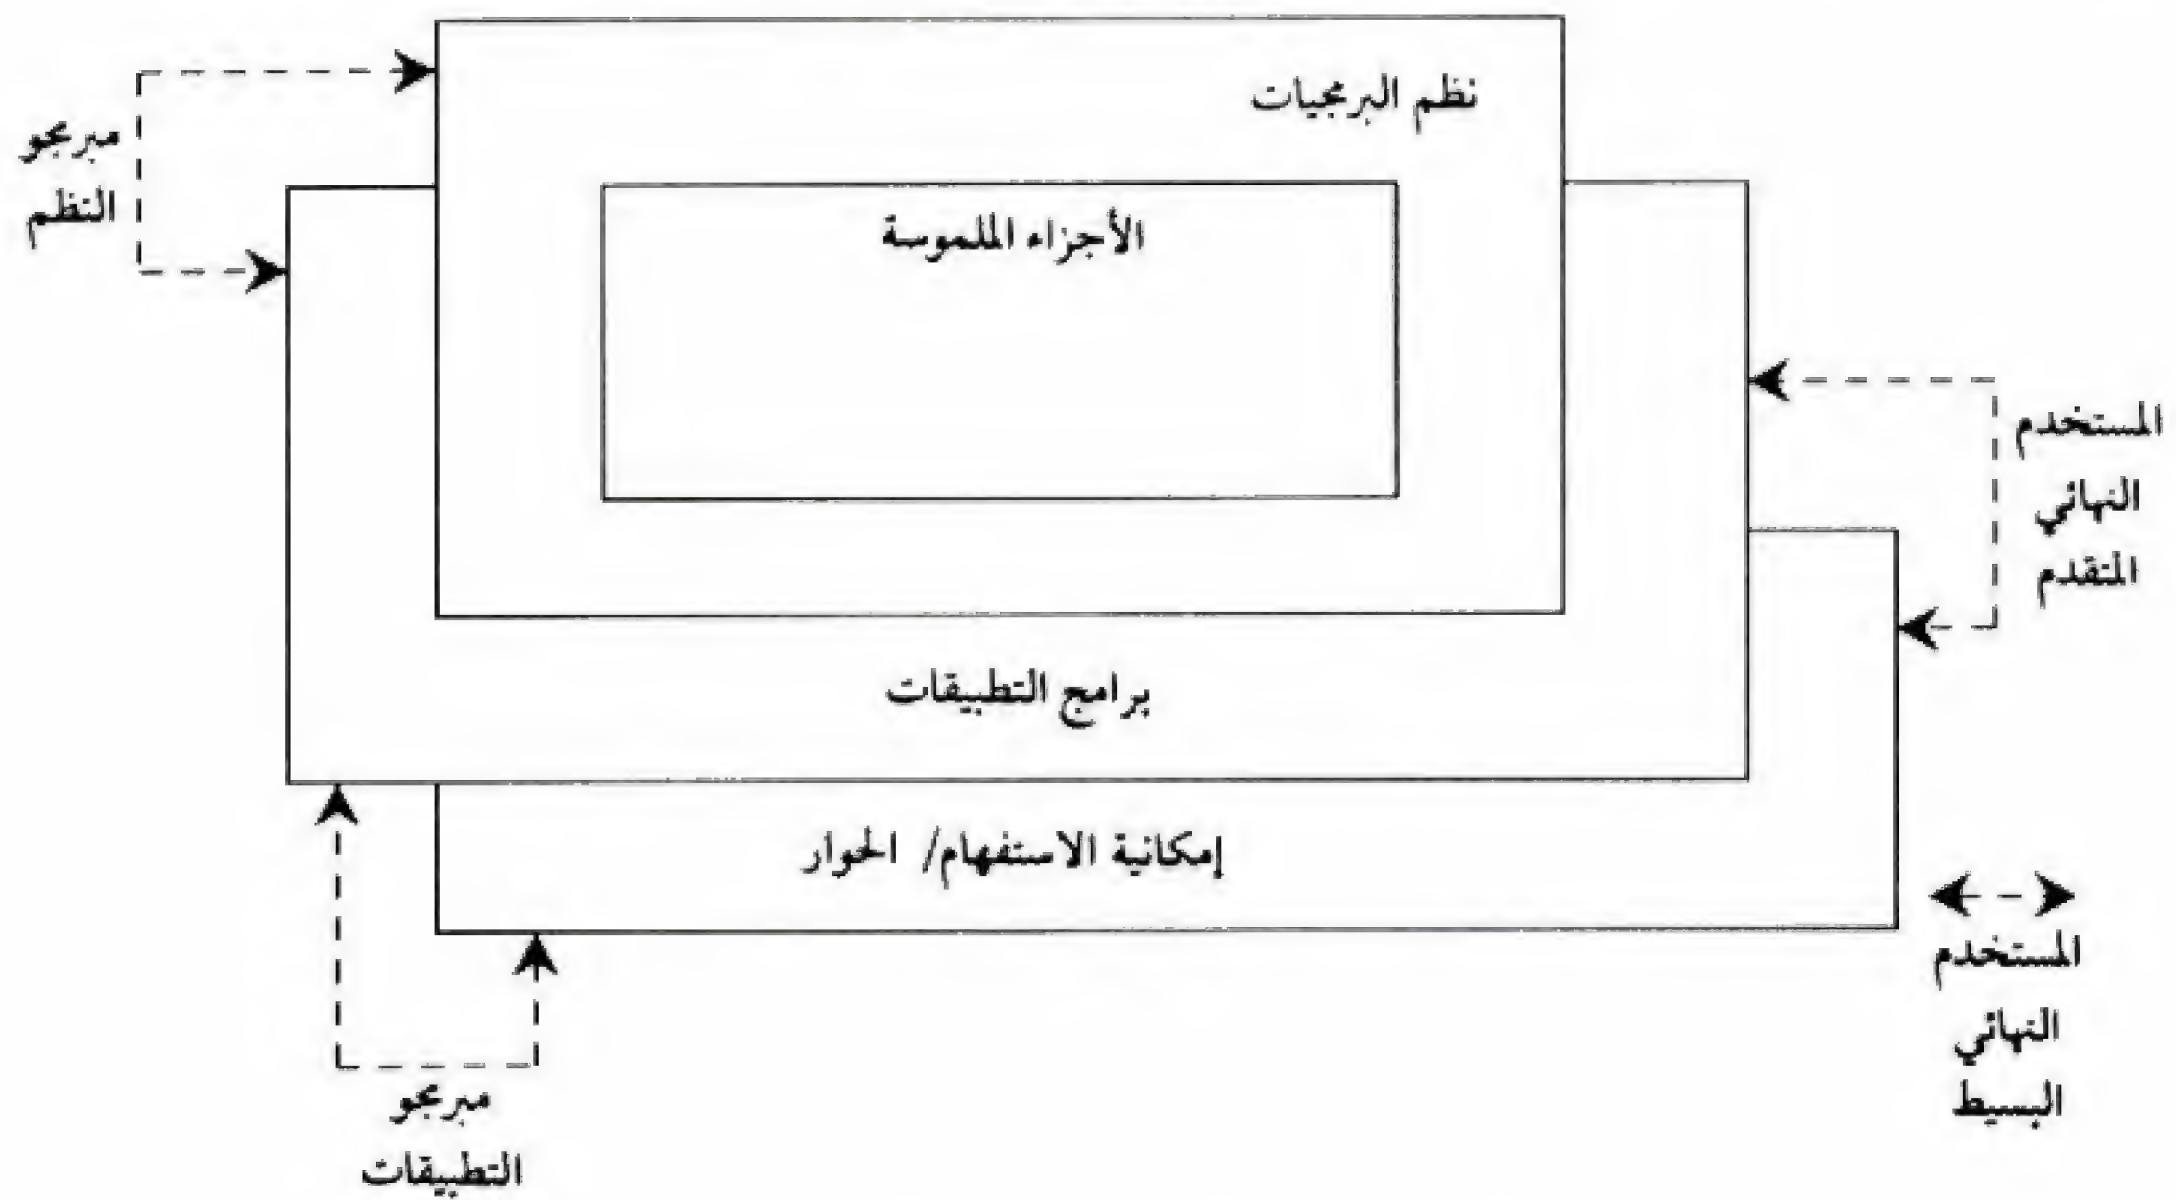 نظم البرمجيات
مبرمجو
النظم
الأجزاء الملموسة
المستخدم
النهائي
المتقدم
برامج التطبيقات
إمكانية الاستفهام/ الحوار
المستخدم
النهائي
البسيط
مبرمجو
التطبيقات